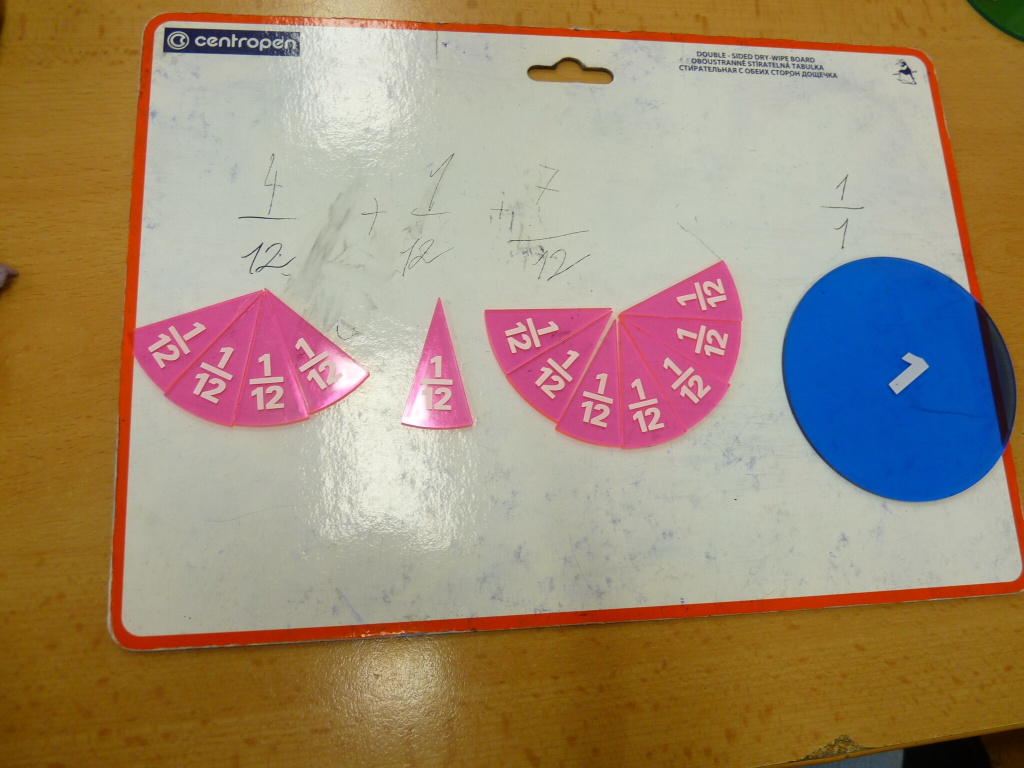 centropen
DOUBLE - SIDED DRY-WIPE BOARD
OBOUSTRANNĚ STÍRATELNÁ TABULKA
СТИРАТЕЛЬНАЯ С ОБЕИХ СТОРОН ДОЩЕЧКА
4/12 + 1/12 + 7/12
1/1
1/12 1/12 1/12 1/12
1/12
1/12 1/12 1/12 1/12 1/12 1/12 1/12
1